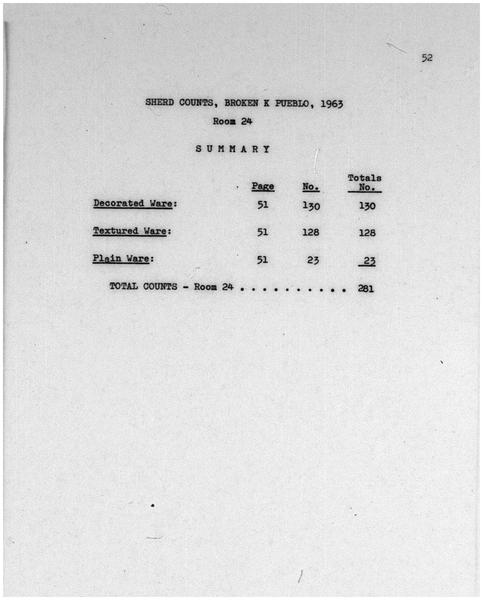 52
SHERD COUNTS, BROKEN K PUEBLO, 1963
Room 24
S U M M A R Y
Totals
Page No. No.
Decorated Ware: 51 130 130
Textured Ware: 51 128 128
Plain Ware: 51 23 23
TOTAL COUNTS - Room 24 . . . . . . . . . . 281